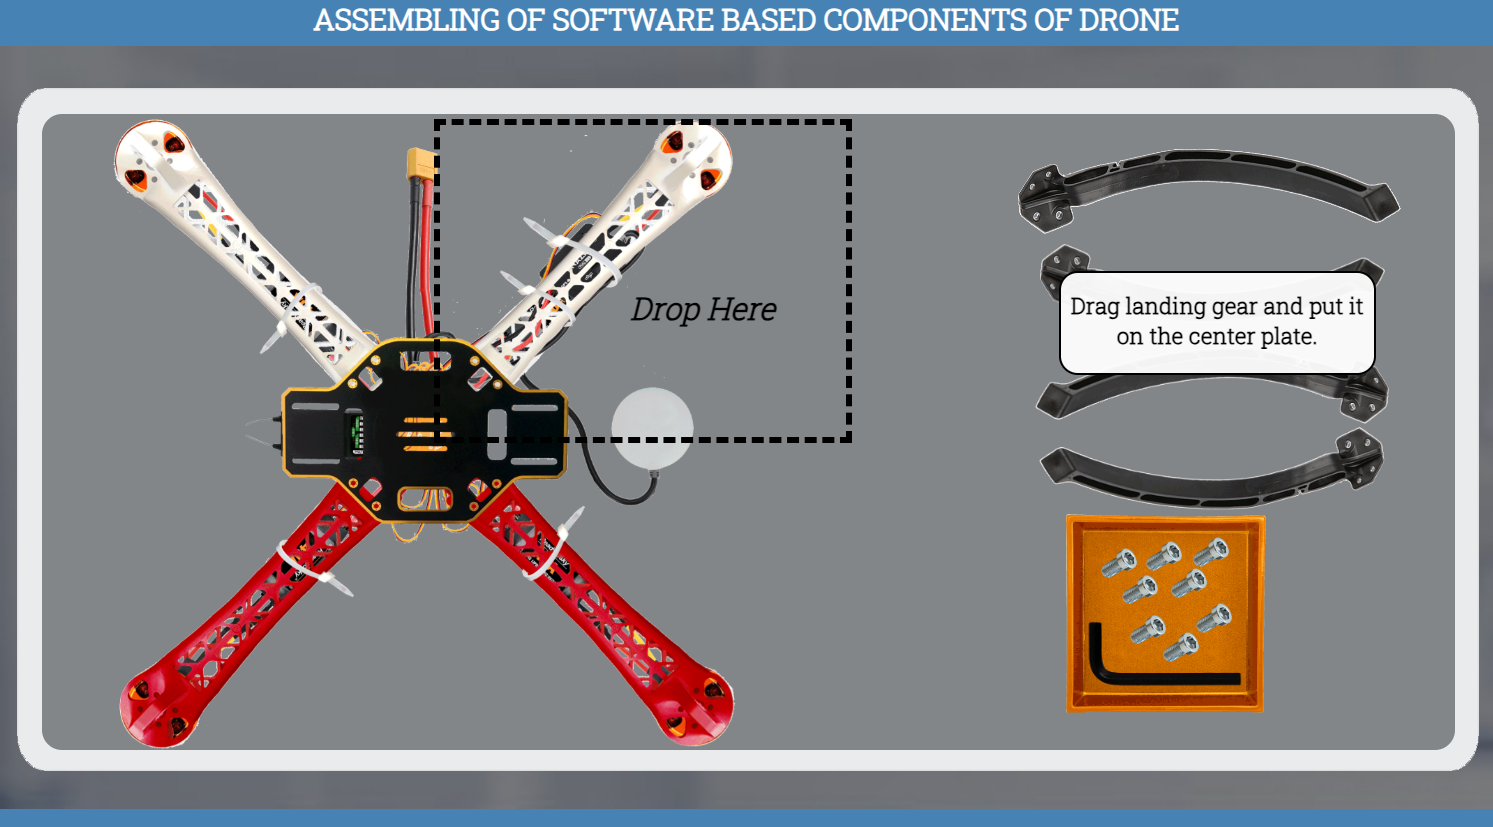 ASSEMBLING OF SOFTWARE BASED COMPONENTS OF DRONE
Drop Here
Drag landing gear and put it
on the center plate.